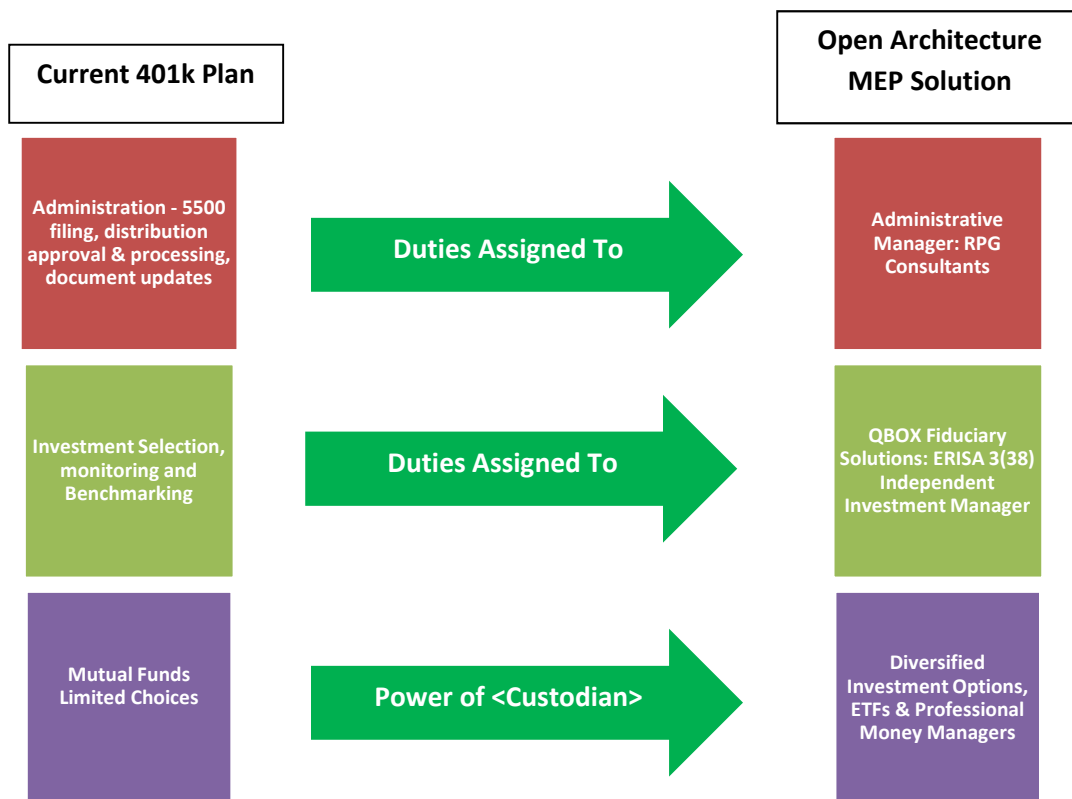 Current 401k Plan
Open Architecture
MEP Solution
Administration - 5500
filing, distribution
approval & processing,
document updates
Duties Assigned To
Administrative
Manager: RPG
Consultants
Investment Selection,
monitoring and
Benchmarking
Duties Assigned To
QBOX Fiduciary
Solutions: ERISA 3(38)
Independent
Investment Manager
Mutual Funds
Limited Choices
Power of <Custodian>
Diversified
Investment Options,
ETFs & Professional
Money Managers